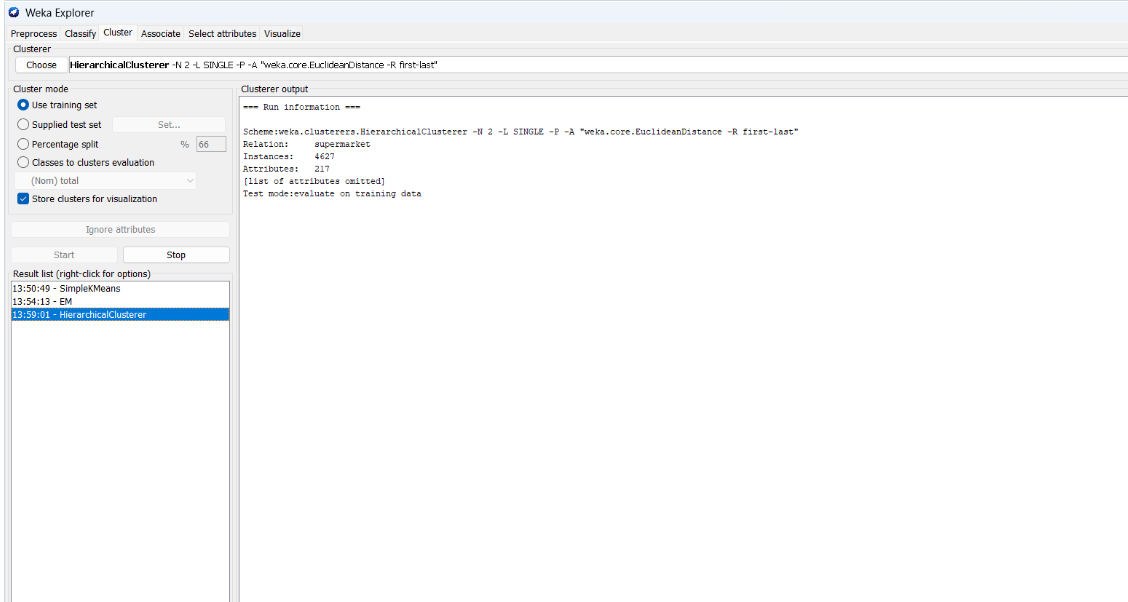 Weka Explorer
Preprocess Classify Cluster Associate Select attributes Visualize
Clusterer
Choose HierarchicalClusterer -N 2 -L SINGLE -P -A "weka.core.EuclideanDistance -R first-last"
Cluster mode
Use training set
Supplied test set Set...
Percentage split % 66
Classes to clusters evaluation
(Nom) total
Store clusters for visualization
Ignore attributes
Start Stop
Result list (right-click for options)
13:50:49 - SimpleKMeans
13:54:13 - EM
13:59:01 - HierarchicalClusterer
Clusterer output
=== Run information ===
Scheme:weka.clusterers.HierarchicalClusterer -N 2 -L SINGLE -P -A "weka.core.EuclideanDistance -R first-last"
Relation: supermarket
Instances: 4627
Attributes: 217
[list of attributes omitted]
Test mode:evaluate on training data